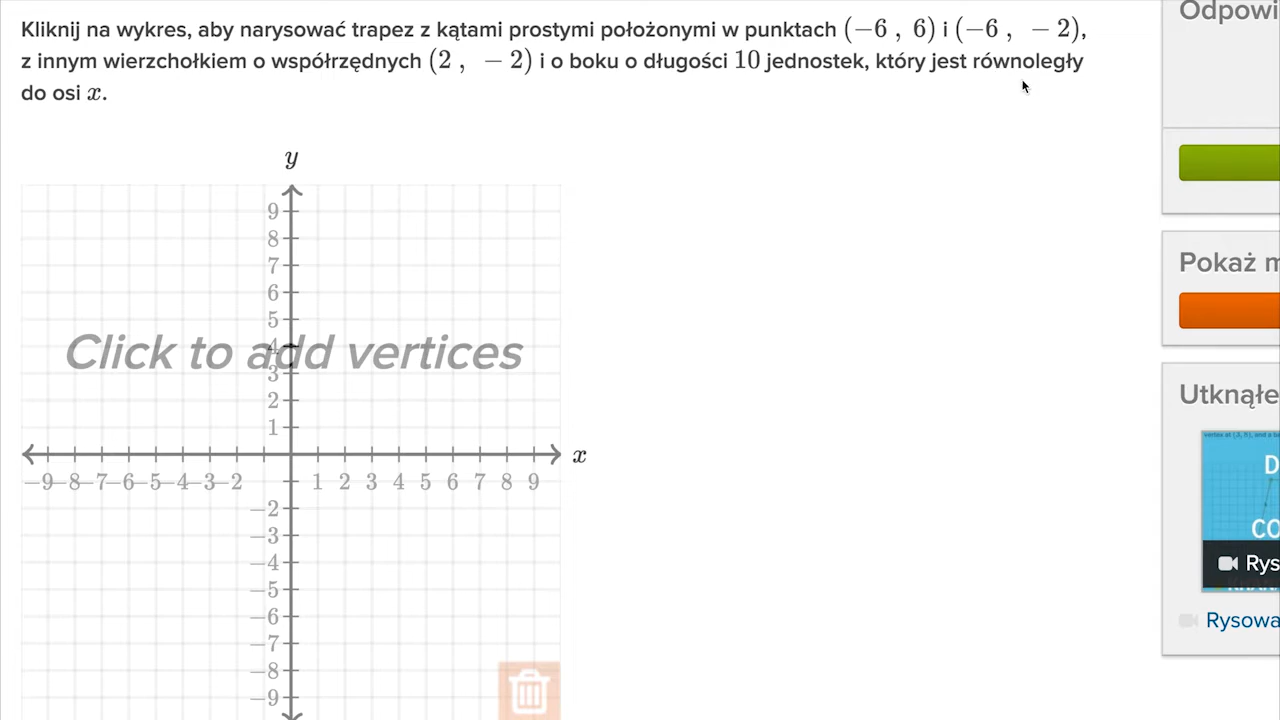 Kliknij na wykres, aby narysować trapez z kątami prostymi położonymi w punktach (−6 , 6) i (−6 , −2),
z innym wierzchołkiem o współrzędnych (2 , −2) i o boku o długości 10 jednostek, który jest równoległy
do osi x.
Odpowi
y
9
8
7
6
5
4
3
2
1
Click to add vertices
x
−9 −8 −7 −6 −5 −4 −3 −2 1 2 3 4 5 6 7 8 9
−2
−3
−4
−5
−6
−7
−8
−9
Pokaż m
Utknąłe
D
CO
Rys
Rysowa